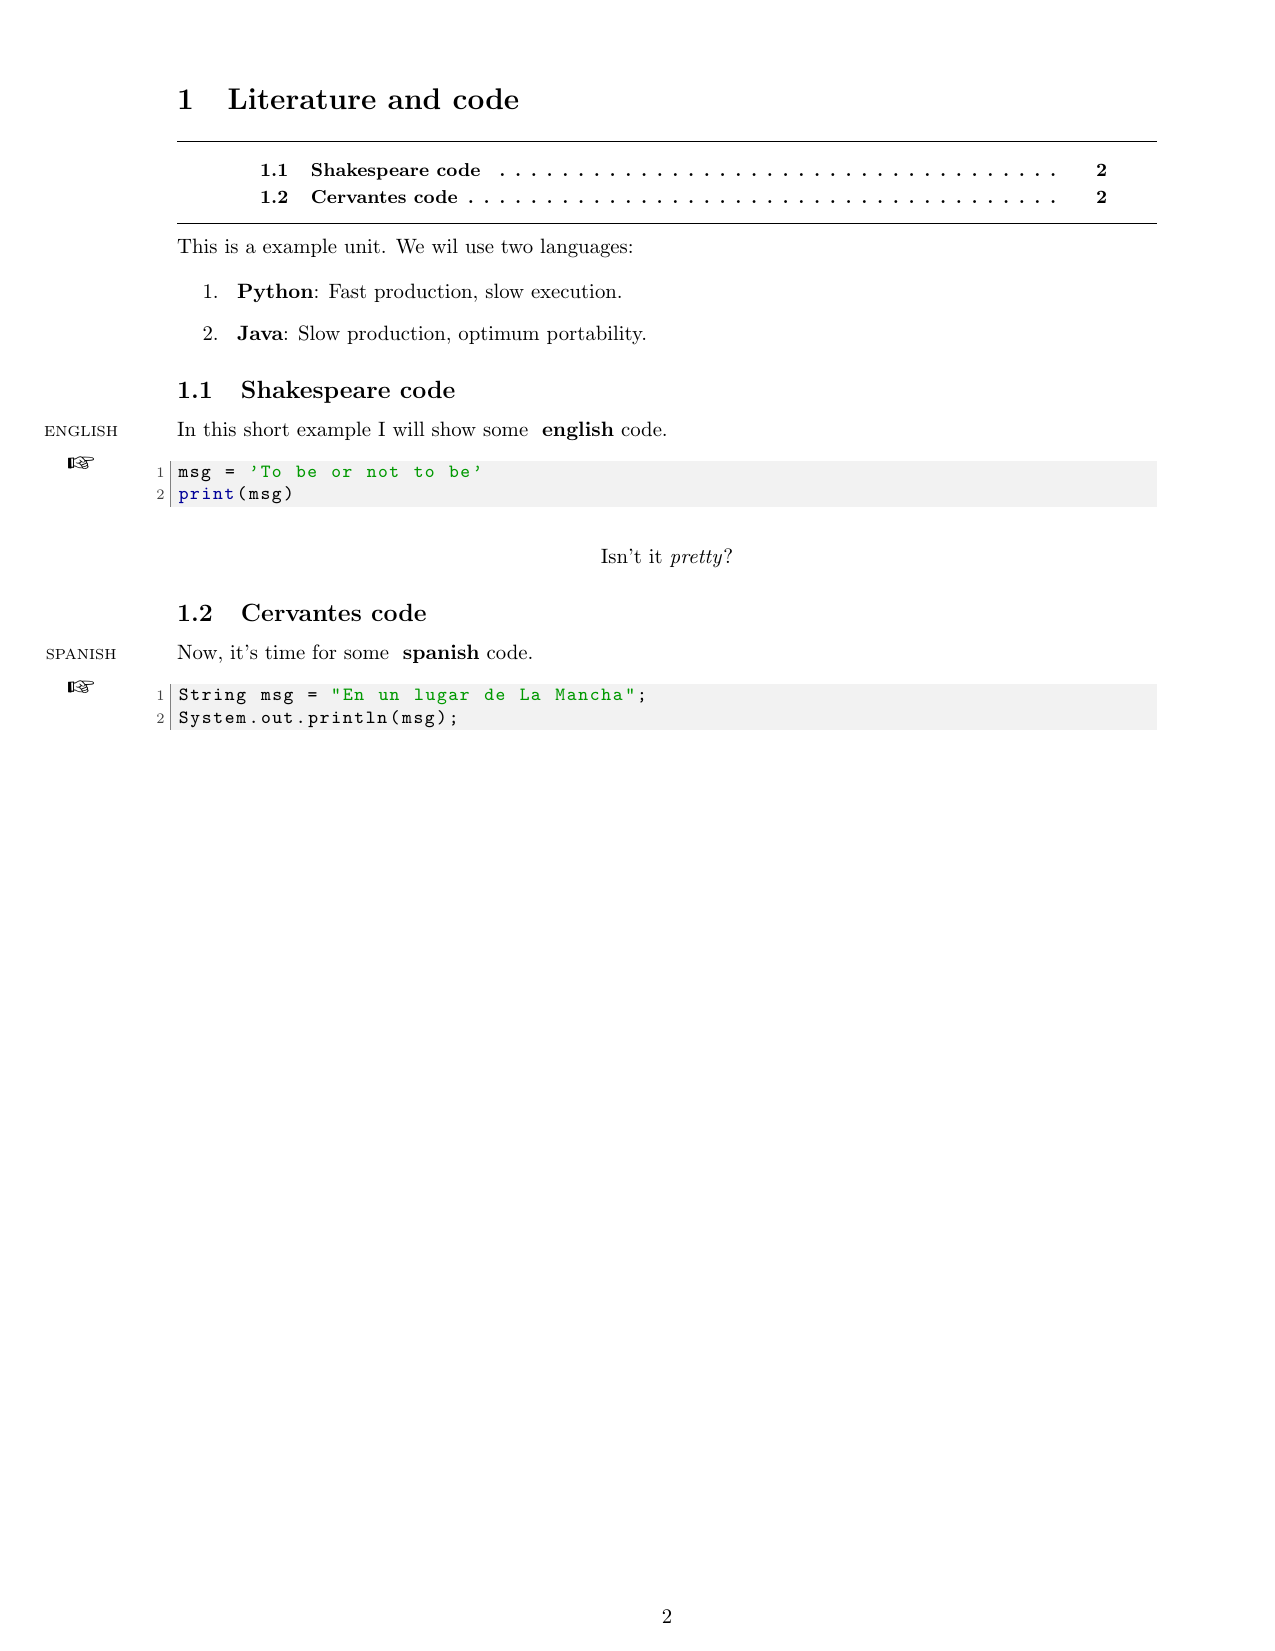 1 Literature and code
1.1 Shakespeare code . . . . . . . . . . . . . . . . . . . . . . . . . . . . . . . . . . . . 2
1.2 Cervantes code . . . . . . . . . . . . . . . . . . . . . . . . . . . . . . . . . . . . . . 2
This is a example unit. We wil use two languages:
1. Python: Fast production, slow execution.
2. Java: Slow production, optimum portability.
1.1 Shakespeare code
ENGLISH In this short example I will show some english code.
☞
1 msg = ’To be or not to be’
2 print(msg)
Isn’t it pretty?
1.2 Cervantes code
SPANISH Now, it’s time for some spanish code.
☞
1 String msg = "En un lugar de La Mancha";
2 System.out.println(msg);
2